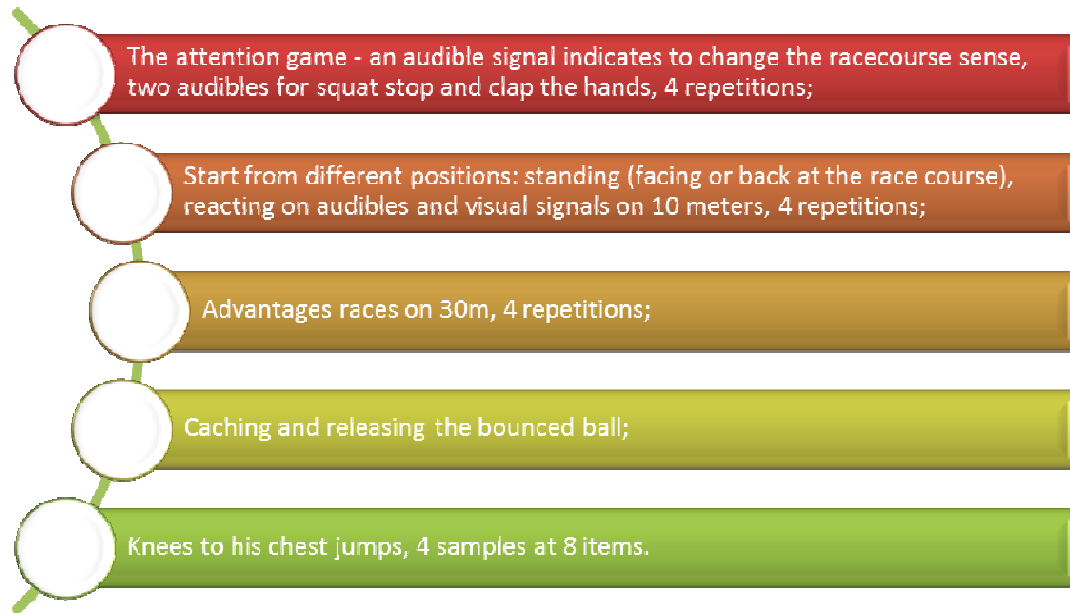 The attention game - an audible signal indicates to change the racecourse sense,
two audibles for squat stop and clap the hands, 4 repetitions;
Start from different positions: standing (facing or back at the race course),
reacting on audibles and visual signals on 10 meters, 4 repetitions;
Advantages races on 30m, 4 repetitions;
Caching and releasing the bounced ball;
Knees to his chest jumps, 4 samples at 8 items.